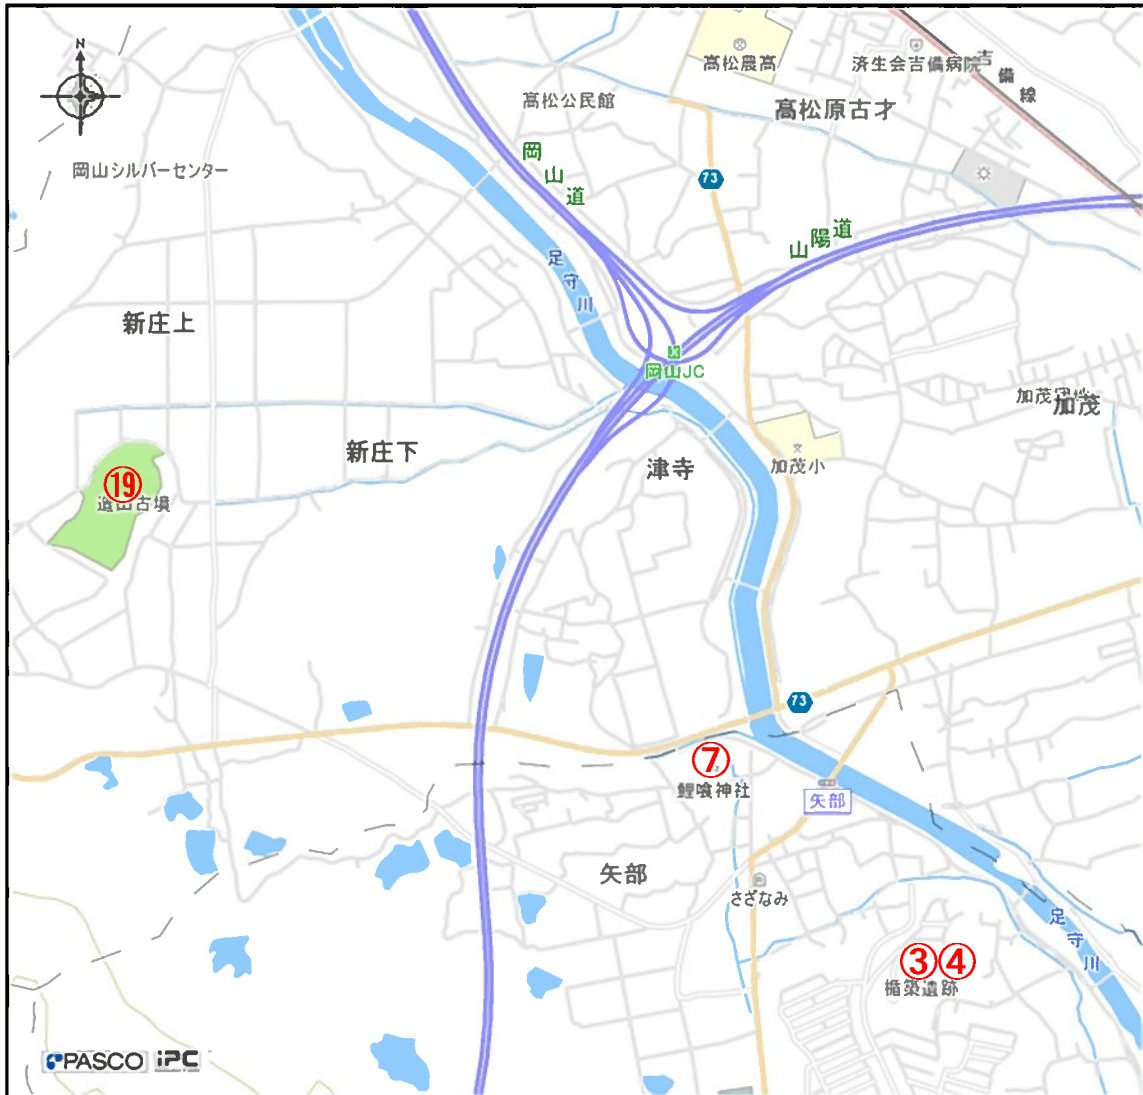 N
高松農高
済生会吉備病院
吉備線
高松公民館
高松原古才
岡山シルバーセンター
岡山道
73
山陽道
足守川
新庄上
岡山JC
加茂
新庄下
津寺
加茂小
⑲
造山古墳
73
⑦
鯉喰神社
矢部
矢部
さざなみ
足守川
③④
楯築遺跡
PASCO iPC